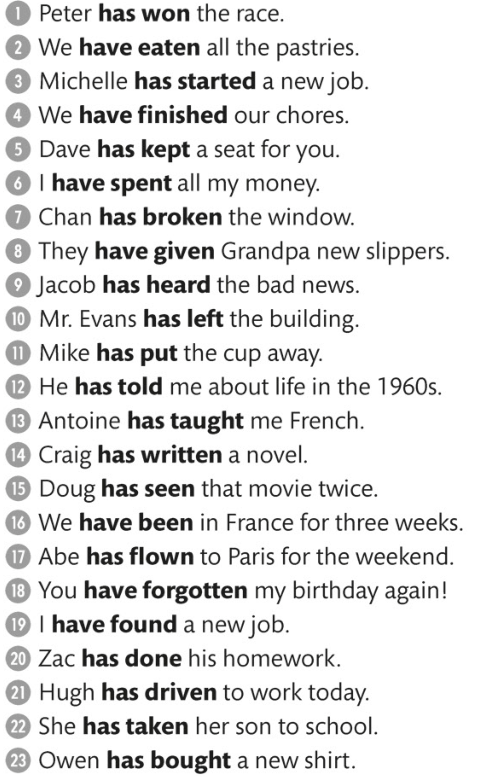 1 Peter has won the race.
2 We have eaten all the pastries.
3 Michelle has started a new job.
4 We have finished our chores.
5 Dave has kept a seat for you.
6 I have spent all my money.
7 Chan has broken the window.
8 They have given Grandpa new slippers.
9 Jacob has heard the bad news.
10 Mr. Evans has left the building.
11 Mike has put the cup away.
12 He has told me about life in the 1960s.
13 Antoine has taught me French.
14 Craig has written a novel.
15 Doug has seen that movie twice.
16 We have been in France for three weeks.
17 Abe has flown to Paris for the weekend.
18 You have forgotten my birthday again!
19 I have found a new job.
20 Zac has done his homework.
21 Hugh has driven to work today.
22 She has taken her son to school.
23 Owen has bought a new shirt.